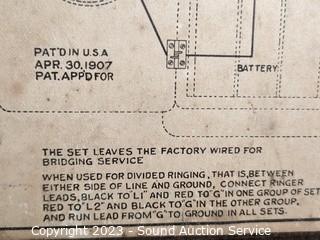 PAT'D IN U.S.A
APR. 30, 1907
PAT. APP'D FOR
BATTERY
THE SET LEAVES THE FACTORY WIRED FOR
BRIDGING SERVICE
WHEN USED FOR DIVIDED RINGING, THAT IS, BETWEEN
EITHER SIDE OF LINE AND GROUND, CONNECT RINGER
LEADS, BLACK TO "L1" AND RED TO "G" IN ONE GROUP OF SET
RED TO "L2" AND BLACK TO "G" IN THE OTHER GROUP,
AND RUN LEAD FROM "G" TO GROUND IN ALL SETS.
Copyright 2023 - Sound Auction Service